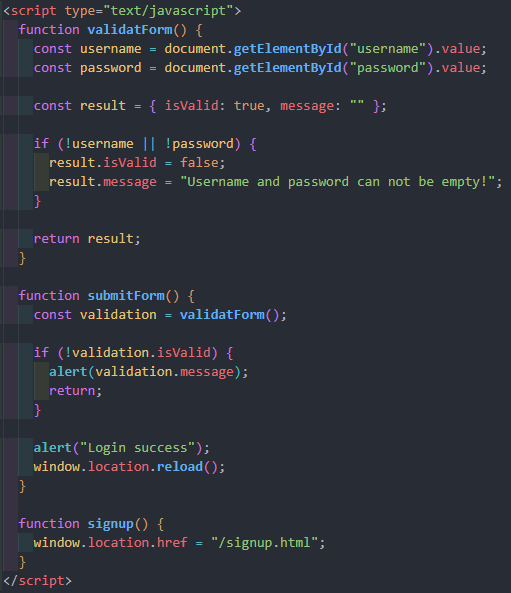 <script type="text/javascript">
function validatForm() {
const username = document.getElementById("username").value;
const password = document.getElementById("password").value;
const result = { isValid: true, message: "" };
if (!username || !password) {
result.isValid = false;
result.message = "Username and password can not be empty!";
}
return result;
}
function submitForm() {
const validation = validatForm();
if (!validation.isValid) {
alert(validation.message);
return;
}
alert("Login success");
window.location.reload();
}
function signup() {
window.location.href = "/signup.html";
}
</script>